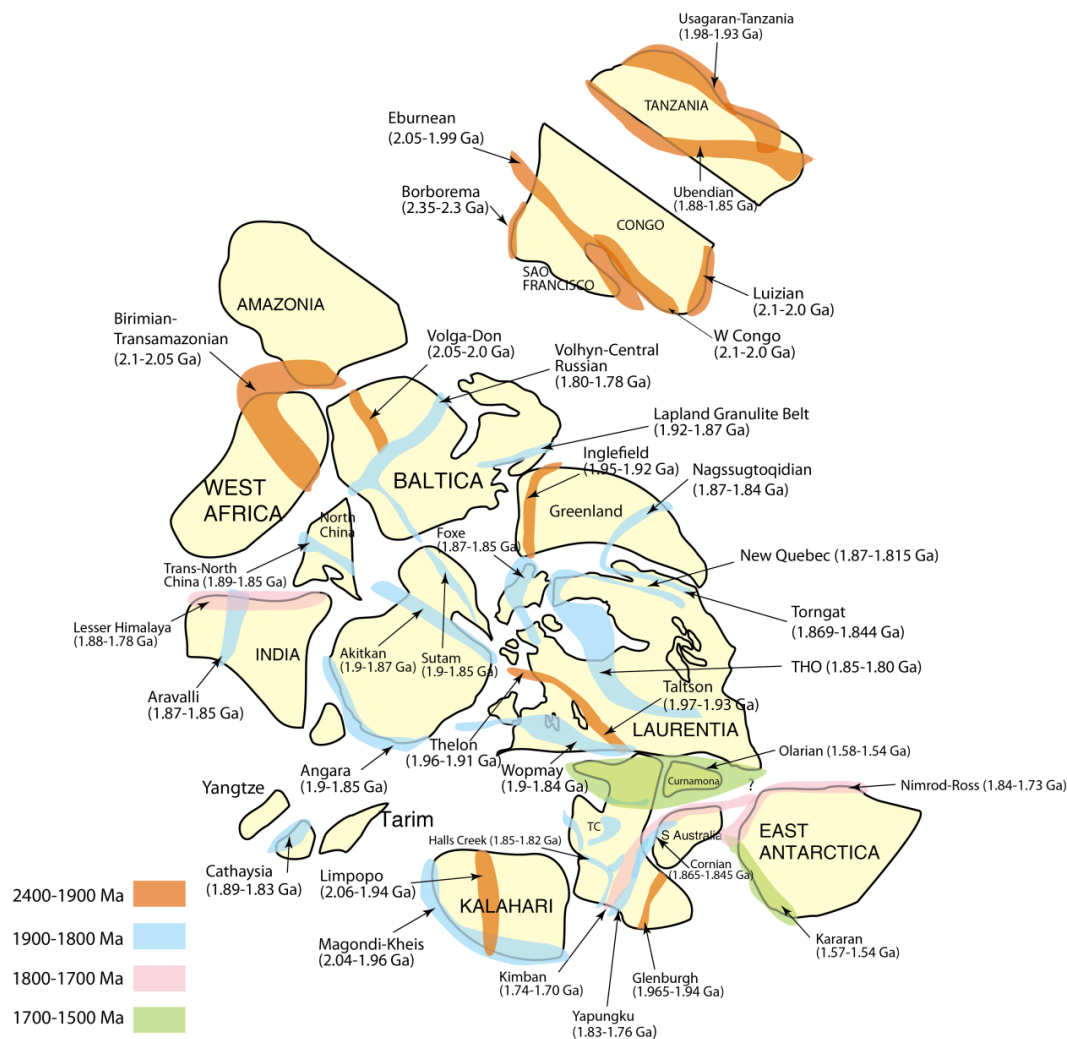 Usagaran-Tanzania
(1.98-1.93 Ga)
TANZANIA
Eburnean
(2.05-1.99 Ga)
Borborema
(2.35-2.3 Ga)
Ubendian
(1.88-1.85 Ga)
CONGO
SAO
FRANCISCO
Luizian
(2.1-2.0 Ga)
W Congo
(2.1-2.0 Ga)
AMAZONIA
Birimian-
Transamazonian
(2.1-2.05 Ga)
Volga-Don
(2.05-2.0 Ga)
Volhyn-Central
Russian
(1.80-1.78 Ga)
Lapland Granulite Belt
(1.92-1.87 Ga)
Inglefield
(1.95-1.92 Ga)
Nagssugtoqidian
(1.87-1.84 Ga)
BALTICA
WEST
AFRICA
Greenland
North
China
Foxe
(1.87-1.85 Ga)
New Quebec (1.87-1.815 Ga)
Trans-North
China (1.89-1.85 Ga)
Torngat
(1.869-1.844 Ga)
Lesser Himalaya
(1.88-1.78 Ga)
INDIA
Akitkan
(1.9-1.87 Ga)
Sutam
(1.9-1.85 Ga)
THO (1.85-1.80 Ga)
Aravalli
(1.87-1.85 Ga)
Taltson
(1.97-1.93 Ga)
LAURENTIA
Thelon
(1.96-1.91 Ga)
Olarian (1.58-1.54 Ga)
Angara
(1.9-1.85 Ga)
Wopmay
(1.9-1.84 Ga)
Curnamona
?
Nimrod-Ross (1.84-1.73 Ga)
Yangtze
Tarim
TC
S Australia
EAST
ANTARCTICA
Halls Creek (1.85-1.82 Ga)
Cornian
(1.865-1.845 Ga)
Cathaysia
(1.89-1.83 Ga)
Limpopo
(2.06-1.94 Ga)
KALAHARI
2400-1900 Ma
1900-1800 Ma
1800-1700 Ma
1700-1500 Ma
Magondi-Kheis
(2.04-1.96 Ga)
Kararan
(1.57-1.54 Ga)
Kimban
(1.74-1.70 Ga)
Glenburgh
(1.965-1.94 Ga)
Yapungku
(1.83-1.76 Ga)